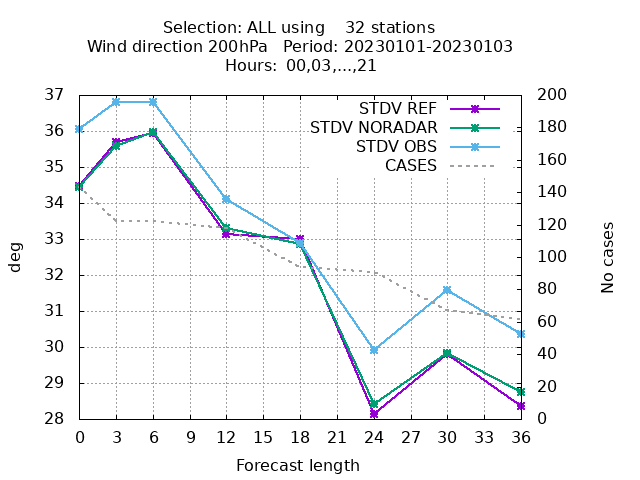 Selection: ALL using    32 stations
Wind direction 200hPa   Period: 20230101-20230103
Hours:  00,03,...,21
37 200
STDV REF
36 180
STDV NORADAR
STDV OBS
35 160
CASES
34 140
33 120
32 100
31 80
30 60
29 40
28 20
0
deg
No cases
0 3 6 9 12 15 18 21 24 27 30 33 36
Forecast length